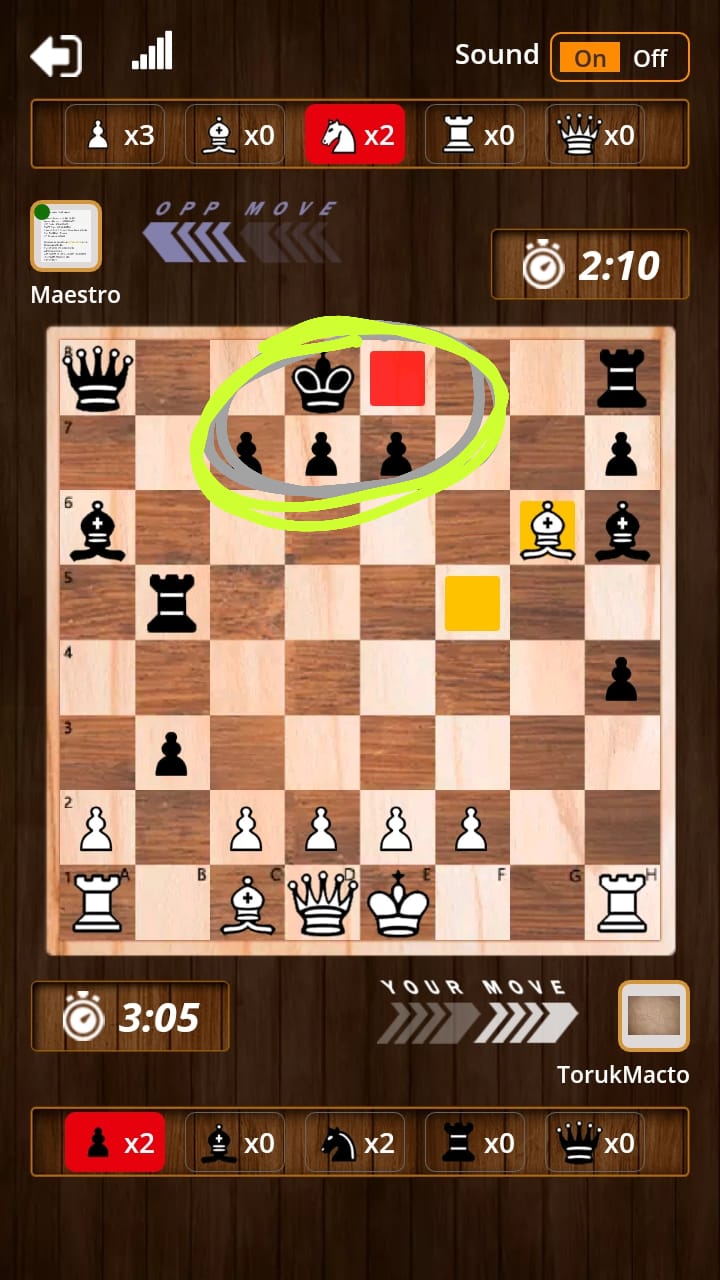 Sound On Off
x3 x0 x2 x0 x0
OPP MOVE
2:10
Maestro
8
7
6
5
4
3
2
1 A B C D E F G H
YOUR MOVE
3:05
TorukMacto
x2 x0 x2 x0 x0